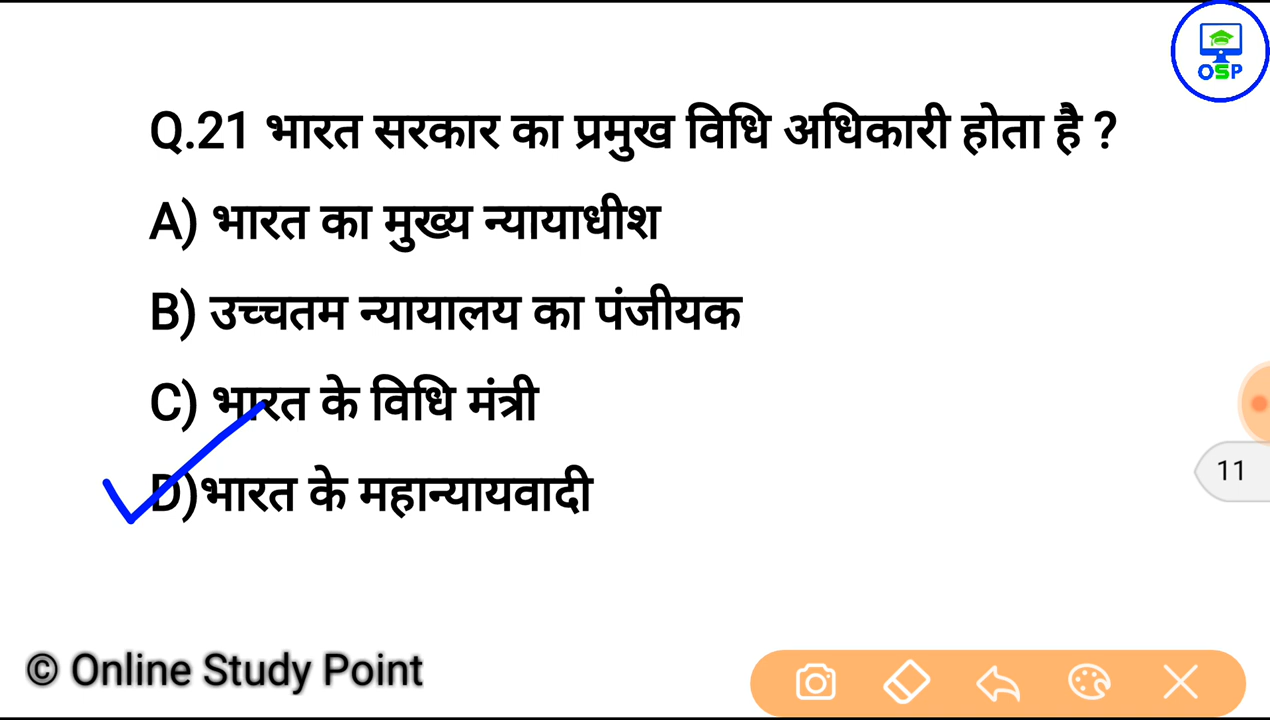 OSP
Q.21 भारत सरकार का प्रमुख विधि अधिकारी होता है ?
A) भारत का मुख्य न्यायाधीश
B) उच्चतम न्यायालय का पंजीयक
C) भारत के विधि मंत्री
D)भारत के महान्यायवादी
11
© Online Study Point